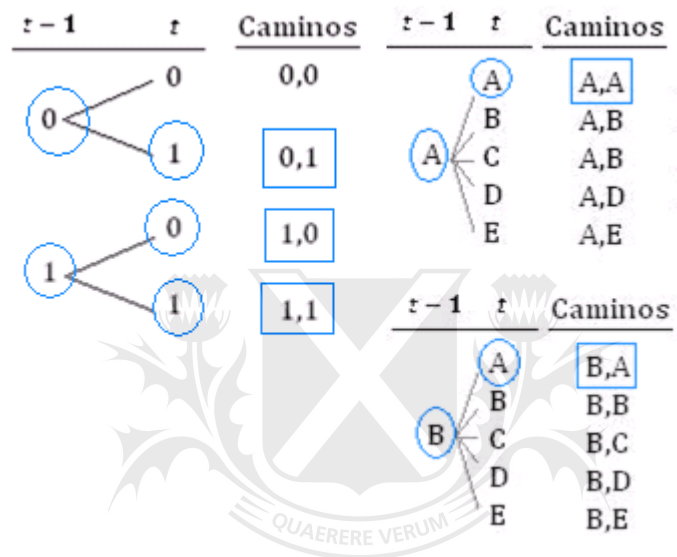 t − 1 t Caminos
0 0 0,0
1 0,1
1 0 1,0
1 1,1
t − 1 t Caminos
A A A,A
B A,B
C A,B
D A,D
E A,E
t − 1 t Caminos
A B,A
B B,B
B C B,C
D B,D
E B,E
QUAERERE VERUM